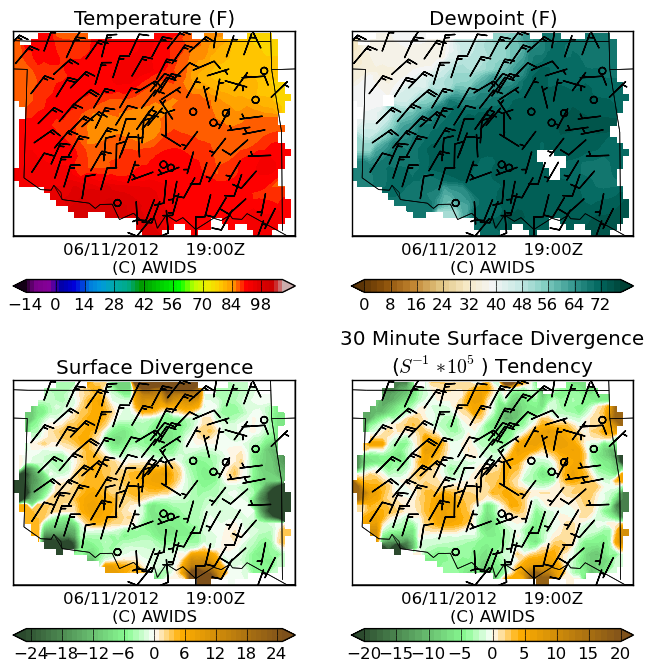 Temperature (F)
Dewpoint (F)
06/11/2012 19:00Z
(C) AWIDS
−14 0 14 28 42 56 70 84 98
06/11/2012 19:00Z
(C) AWIDS
0 8 16 24 32 40 48 56 64 72
Surface Divergence
30 Minute Surface Divergence
(S⁻¹ *10⁵ ) Tendency
06/11/2012 19:00Z
(C) AWIDS
−24 −18 −12 −6 0 6 12 18 24
06/11/2012 19:00Z
(C) AWIDS
−20 −15 −10 −5 0 5 10 15 20